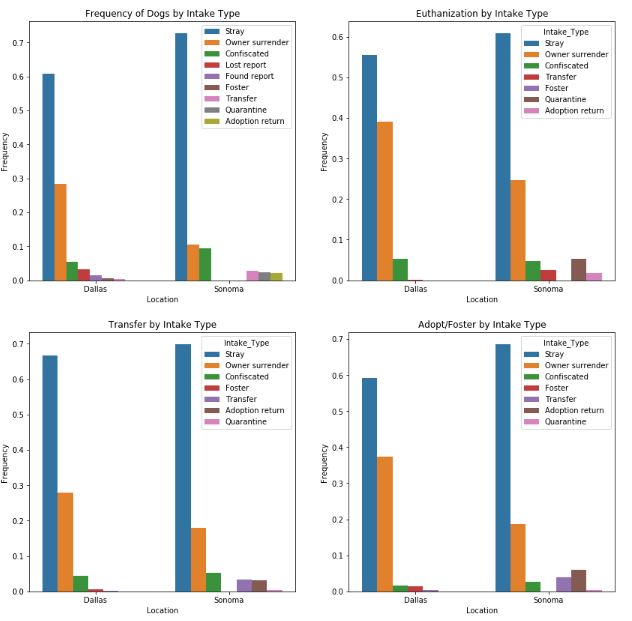 Frequency of Dogs by Intake Type
0.7
0.6
0.5
0.4
0.3
0.2
0.1
0.0
Frequency
Stray
Owner surrender
Confiscated
Lost report
Found report
Foster
Transfer
Quarantine
Adoption return
Dallas
Sonoma
Location
Euthanization by Intake Type
0.6
0.5
0.4
0.3
0.2
0.1
0.0
Frequency
Intake_Type
Stray
Owner surrender
Confiscated
Transfer
Foster
Quarantine
Adoption return
Dallas
Sonoma
Location
Transfer by Intake Type
0.7
0.6
0.5
0.4
0.3
0.2
0.1
0.0
Frequency
Intake_Type
Stray
Owner surrender
Confiscated
Foster
Transfer
Adoption return
Quarantine
Dallas
Sonoma
Location
Adopt/Foster by Intake Type
0.7
0.6
0.5
0.4
0.3
0.2
0.1
0.0
Frequency
Intake_Type
Stray
Owner surrender
Confiscated
Foster
Transfer
Adoption return
Quarantine
Dallas
Sonoma
Location